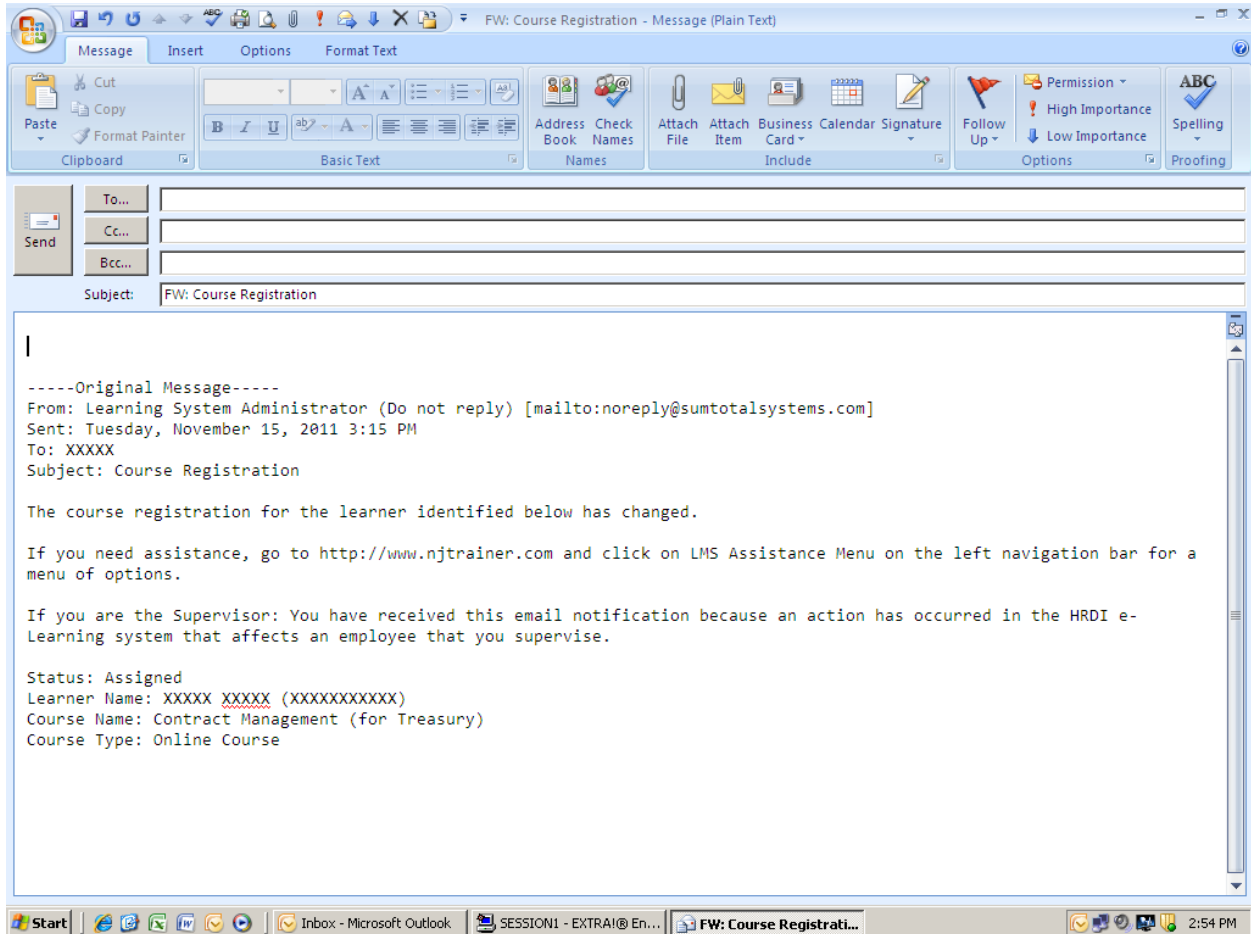 FW: Course Registration - Message (Plain Text)
Message Insert Options Format Text
Paste
Cut
Copy
Format Painter
Clipboard
Basic Text
Address Book
Check Names
Names
Attach File
Attach Item
Business Card
Calendar
Signature
Include
Follow Up
Permission
High Importance
Low Importance
Options
ABC
Spelling
Proofing
Send
To...
Cc...
Bcc...
Subject: FW: Course Registration
-----Original Message-----
From: Learning System Administrator (Do not reply) [mailto:noreply@sumtotalsystems.com]
Sent: Tuesday, November 15, 2011 3:15 PM
To: XXXXX
Subject: Course Registration
The course registration for the learner identified below has changed.
If you need assistance, go to http://www.njtrainer.com and click on LMS Assistance Menu on the left navigation bar for a
menu of options.
If you are the Supervisor: You have received this email notification because an action has occurred in the HRDI e-
Learning system that affects an employee that you supervise.
Status: Assigned
Learner Name: XXXXX XXXXX (XXXXXXXXXXX)
Course Name: Contract Management (for Treasury)
Course Type: Online Course
Start Inbox - Microsoft Outlook SESSION1 - EXTRA!® En... FW: Course Registrati... 2:54 PM